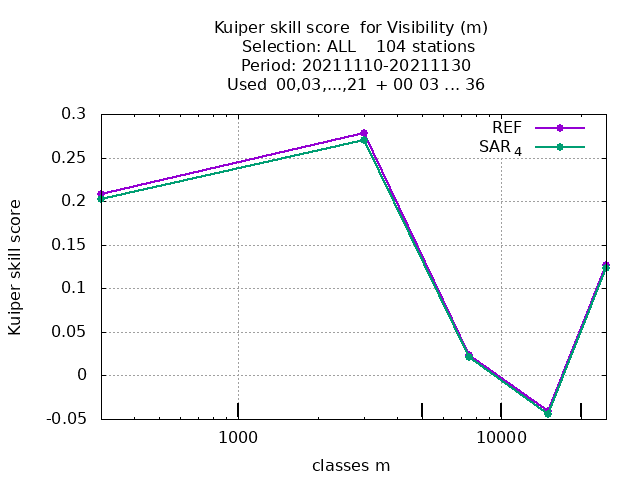 Kuiper skill score  for Visibility (m)
Selection: ALL    104 stations
Period: 20211110-20211130
Used  00,03,...,21  + 00 03 ... 36
REF
SAR 4
0.3
0.25
0.2
0.15
0.1
0.05
0
-0.05
Kuiper skill score
1000
10000
classes m